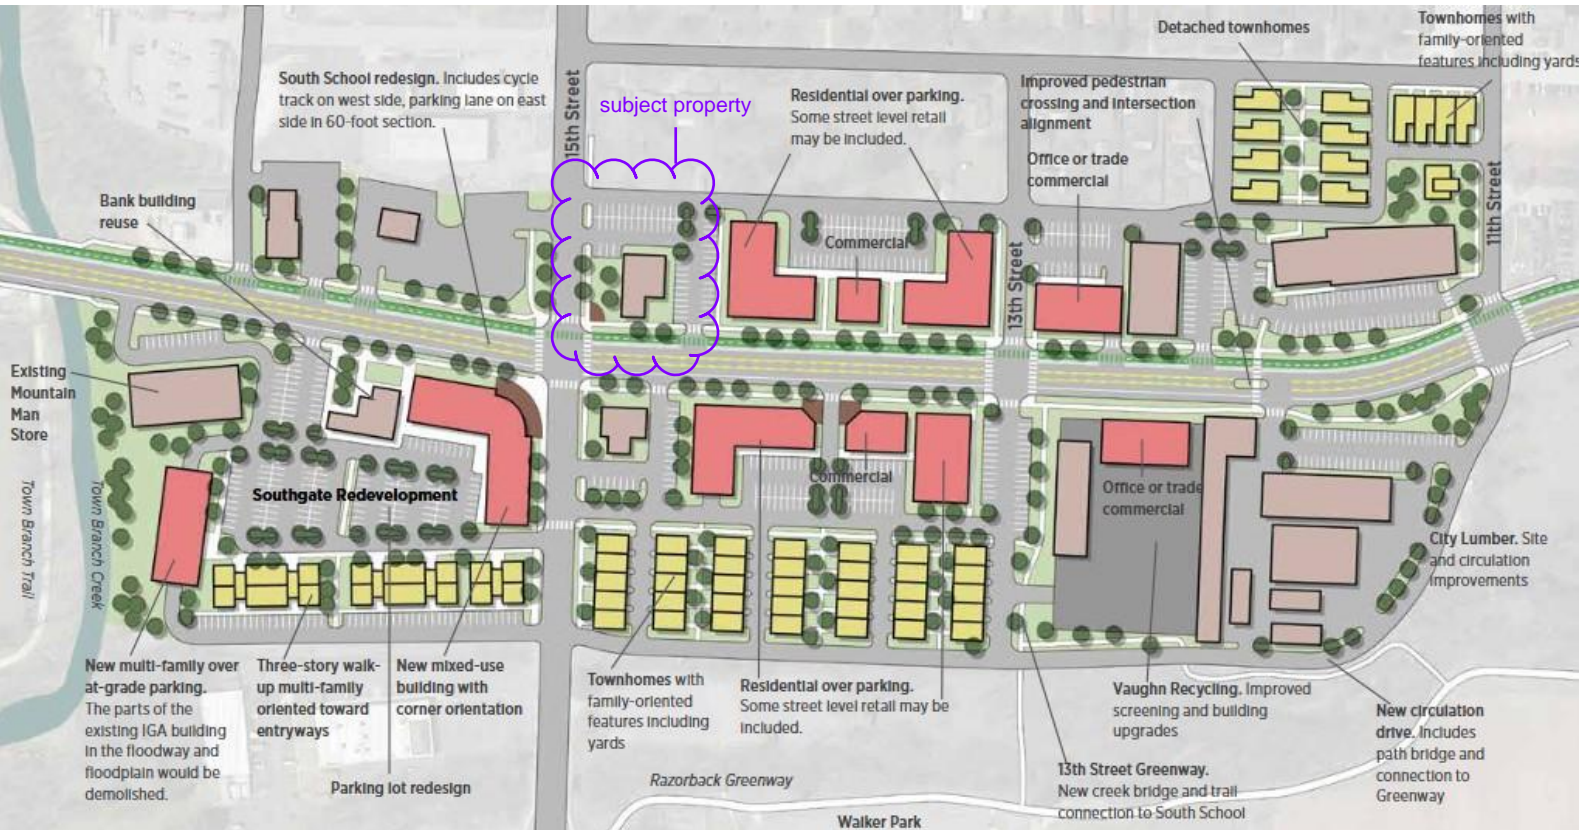 Detached townhomes
Townhomes with
family-oriented
features including yards
South School redesign. Includes cycle
track on west side, parking lane on east
side in 60-foot section.
15th Street
subject property
Residential over parking.
Some street level retail
may be included.
Improved pedestrian
crossing and intersection
alignment
Office or trade
commercial
11th Street
Bank building
reuse
Commercial
13th Street
Existing
Mountain
Man
Store
Town Branch Trail
Town Branch Creek
Southgate Redevelopment
Commercial
Office or trade
commercial
City Lumber. Site
and circulation
improvements
New multi-family over
at-grade parking.
The parts of the
existing IGA building
in the floodway and
floodplain would be
demolished.
Three-story walk-
up multi-family
oriented toward
entryways
New mixed-use
building with
corner orientation
Parking lot redesign
Townhomes with
family-oriented
features including
yards
Residential over parking.
Some street level retail may be
included.
Razorback Greenway
Walker Park
Vaughn Recycling. Improved
screening and building
upgrades
13th Street Greenway.
New creek bridge and trail
connection to South School
New circulation
drive. Includes
path bridge and
connection to
Greenway